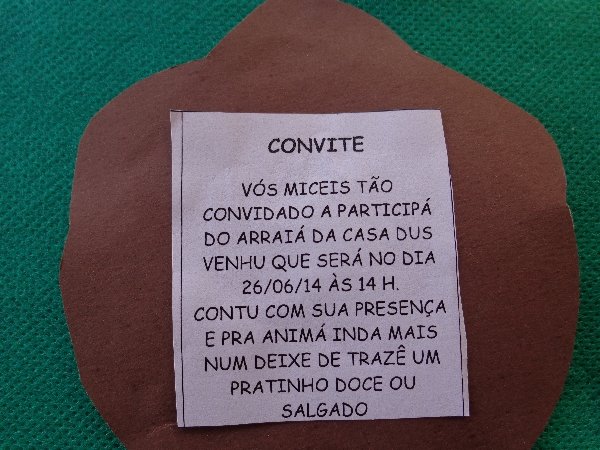 CONVITE
VÓS MICEIS TÃO
CONVIDADO A PARTICIPÁ
DO ARRAIÁ DA CASA DUS
VENHU QUE SERÁ NO DIA
26/06/14 ÀS 14 H.
CONTU COM SUA PRESENÇA
E PRA ANIMÁ INDA MAIS
NUM DEIXE DE TRAZÊ UM
PRATINHO DOCE OU
SALGADO